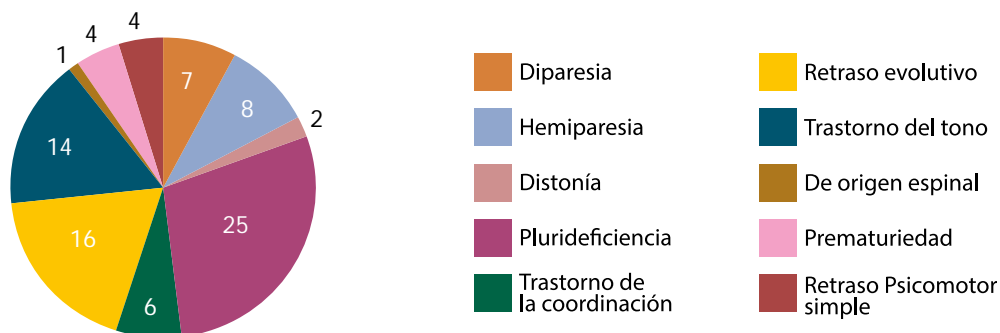 4
4
1
7
8
2
14
25
16
6
Diparesia
Hemiparesia
Distonía
Plurideficiencia
Trastorno de
la coordinación
Retraso evolutivo
Trastorno del tono
De origen espinal
Prematuriedad
Retraso Psicomotor
simple